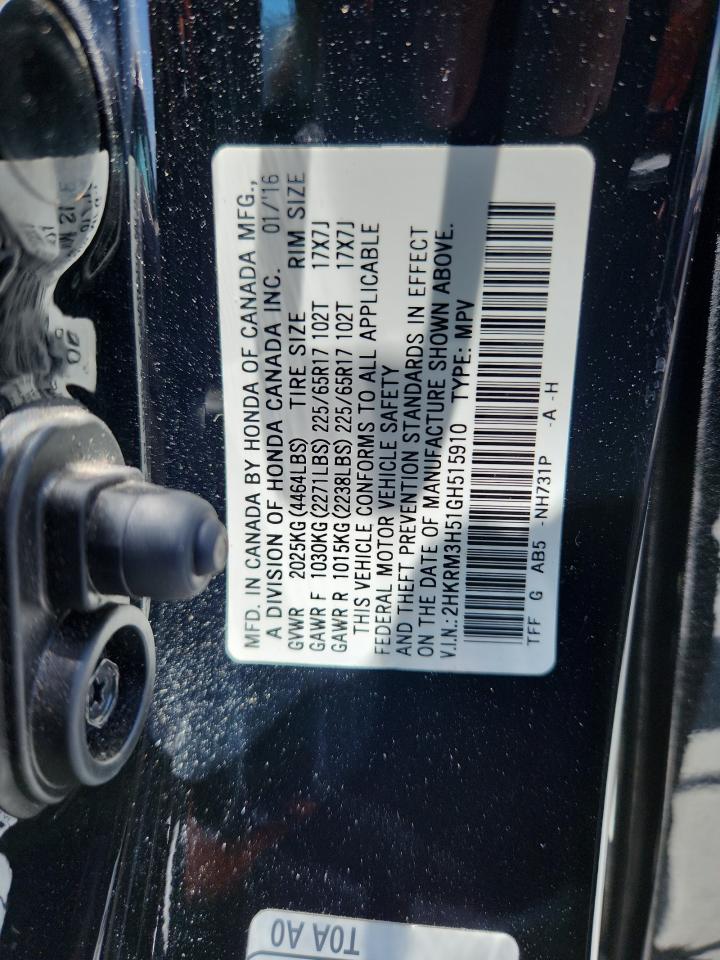 MFD. IN CANADA BY HONDA OF CANADA MFG.,
A DIVISION OF HONDA CANADA INC. 01/16
GVWR 2025KG(4464LBS) TIRE SIZE RIM SIZE
GAWR F 1030KG(2271LBS) 225/65R17 102T 17X7J
GAWR R 1015KG(2238LBS) 225/65R17 102T 17X7J
THIS VEHICLE CONFORMS TO ALL APPLICABLE
FEDERAL MOTOR VEHICLE SAFETY
AND THEFT PREVENTION STANDARDS IN EFFECT
ON THE DATE OF MANUFACTURE SHOWN ABOVE.
V.I.N.:2HKRM3H51GH515910 TYPE: MPV
TFF G AB5 -NH731P -A -H
T0A A0